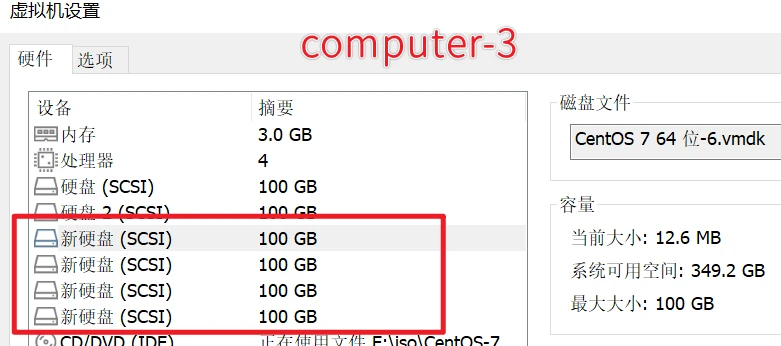 虚拟机设置
computer-3
硬件 选项
设备 摘要
内存 3.0 GB
处理器 4
硬盘 (SCSI) 100 GB
硬盘 2 (SCSI) 100 GB
新硬盘 (SCSI) 100 GB
新硬盘 (SCSI) 100 GB
新硬盘 (SCSI) 100 GB
新硬盘 (SCSI) 100 GB
CD/DVD (IDE) 正在使用文件 E:\iso\CentOS-7
磁盘文件
CentOS 7 64 位-6.vmdk
容量
当前大小: 12.6 MB
系统可用空间: 349.2 GB
最大大小: 100 GB